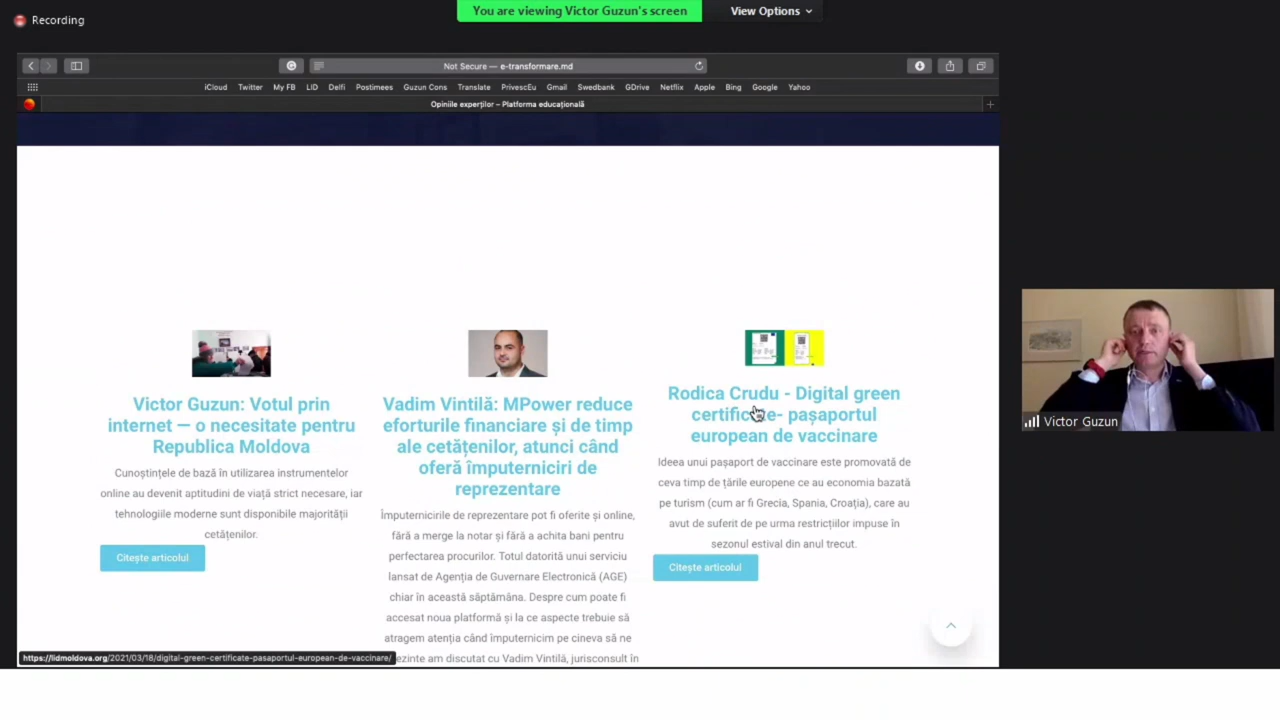 Recording
You are viewing Victor Guzun's screen
View Options
Not Secure — e-transformare.md
iCloud Twitter My FB LID Delfi Postimees Guzun Cons Translate PrivescEu Gmail Swedbank GDrive Netflix Apple Bing Google Yahoo
Opiniile experților – Platforma educațională
Victor Guzun: Votul prin
internet — o necesitate pentru
Republica Moldova
Cunoștințele de bază în utilizarea instrumentelor
online au devenit aptitudini de viață strict necesare, iar
tehnologiile moderne sunt disponibile majorității
cetățenilor.
Citește articolul
Vadim Vintilă: MPower reduce
eforturile financiare și de timp
ale cetățenilor, atunci când
oferă împuterniciri de
reprezentare
Împuternicirile de reprezentare pot fi oferite și online,
fără a merge la notar și fără a achita bani pentru
perfectarea procurilor. Totul datorită unui serviciu
lansat de Agenția de Guvernare Electronică (AGE)
chiar în această săptămâna. Despre cum poate fi
accesat noua platformă și la ce aspecte trebuie să
atragem atenția când împuternicim pe cineva să ne
ezinte am discutat cu Vadim Vintilă, jurisconsult în
Rodica Crudu - Digital green
certificate- pașaportul
european de vaccinare
Ideea unui pașaport de vaccinare este promovată de
ceva timp de țările europene ce au economia bazată
pe turism (cum ar fi Grecia, Spania, Croația), care au
avut de suferit de pe urma restricțiilor impuse în
sezonul estival din anul trecut.
Citește articolul
https://lidmoldova.org/2021/03/18/digital-green-certificate-pasaportul-european-de-vaccinare/
Victor Guzun